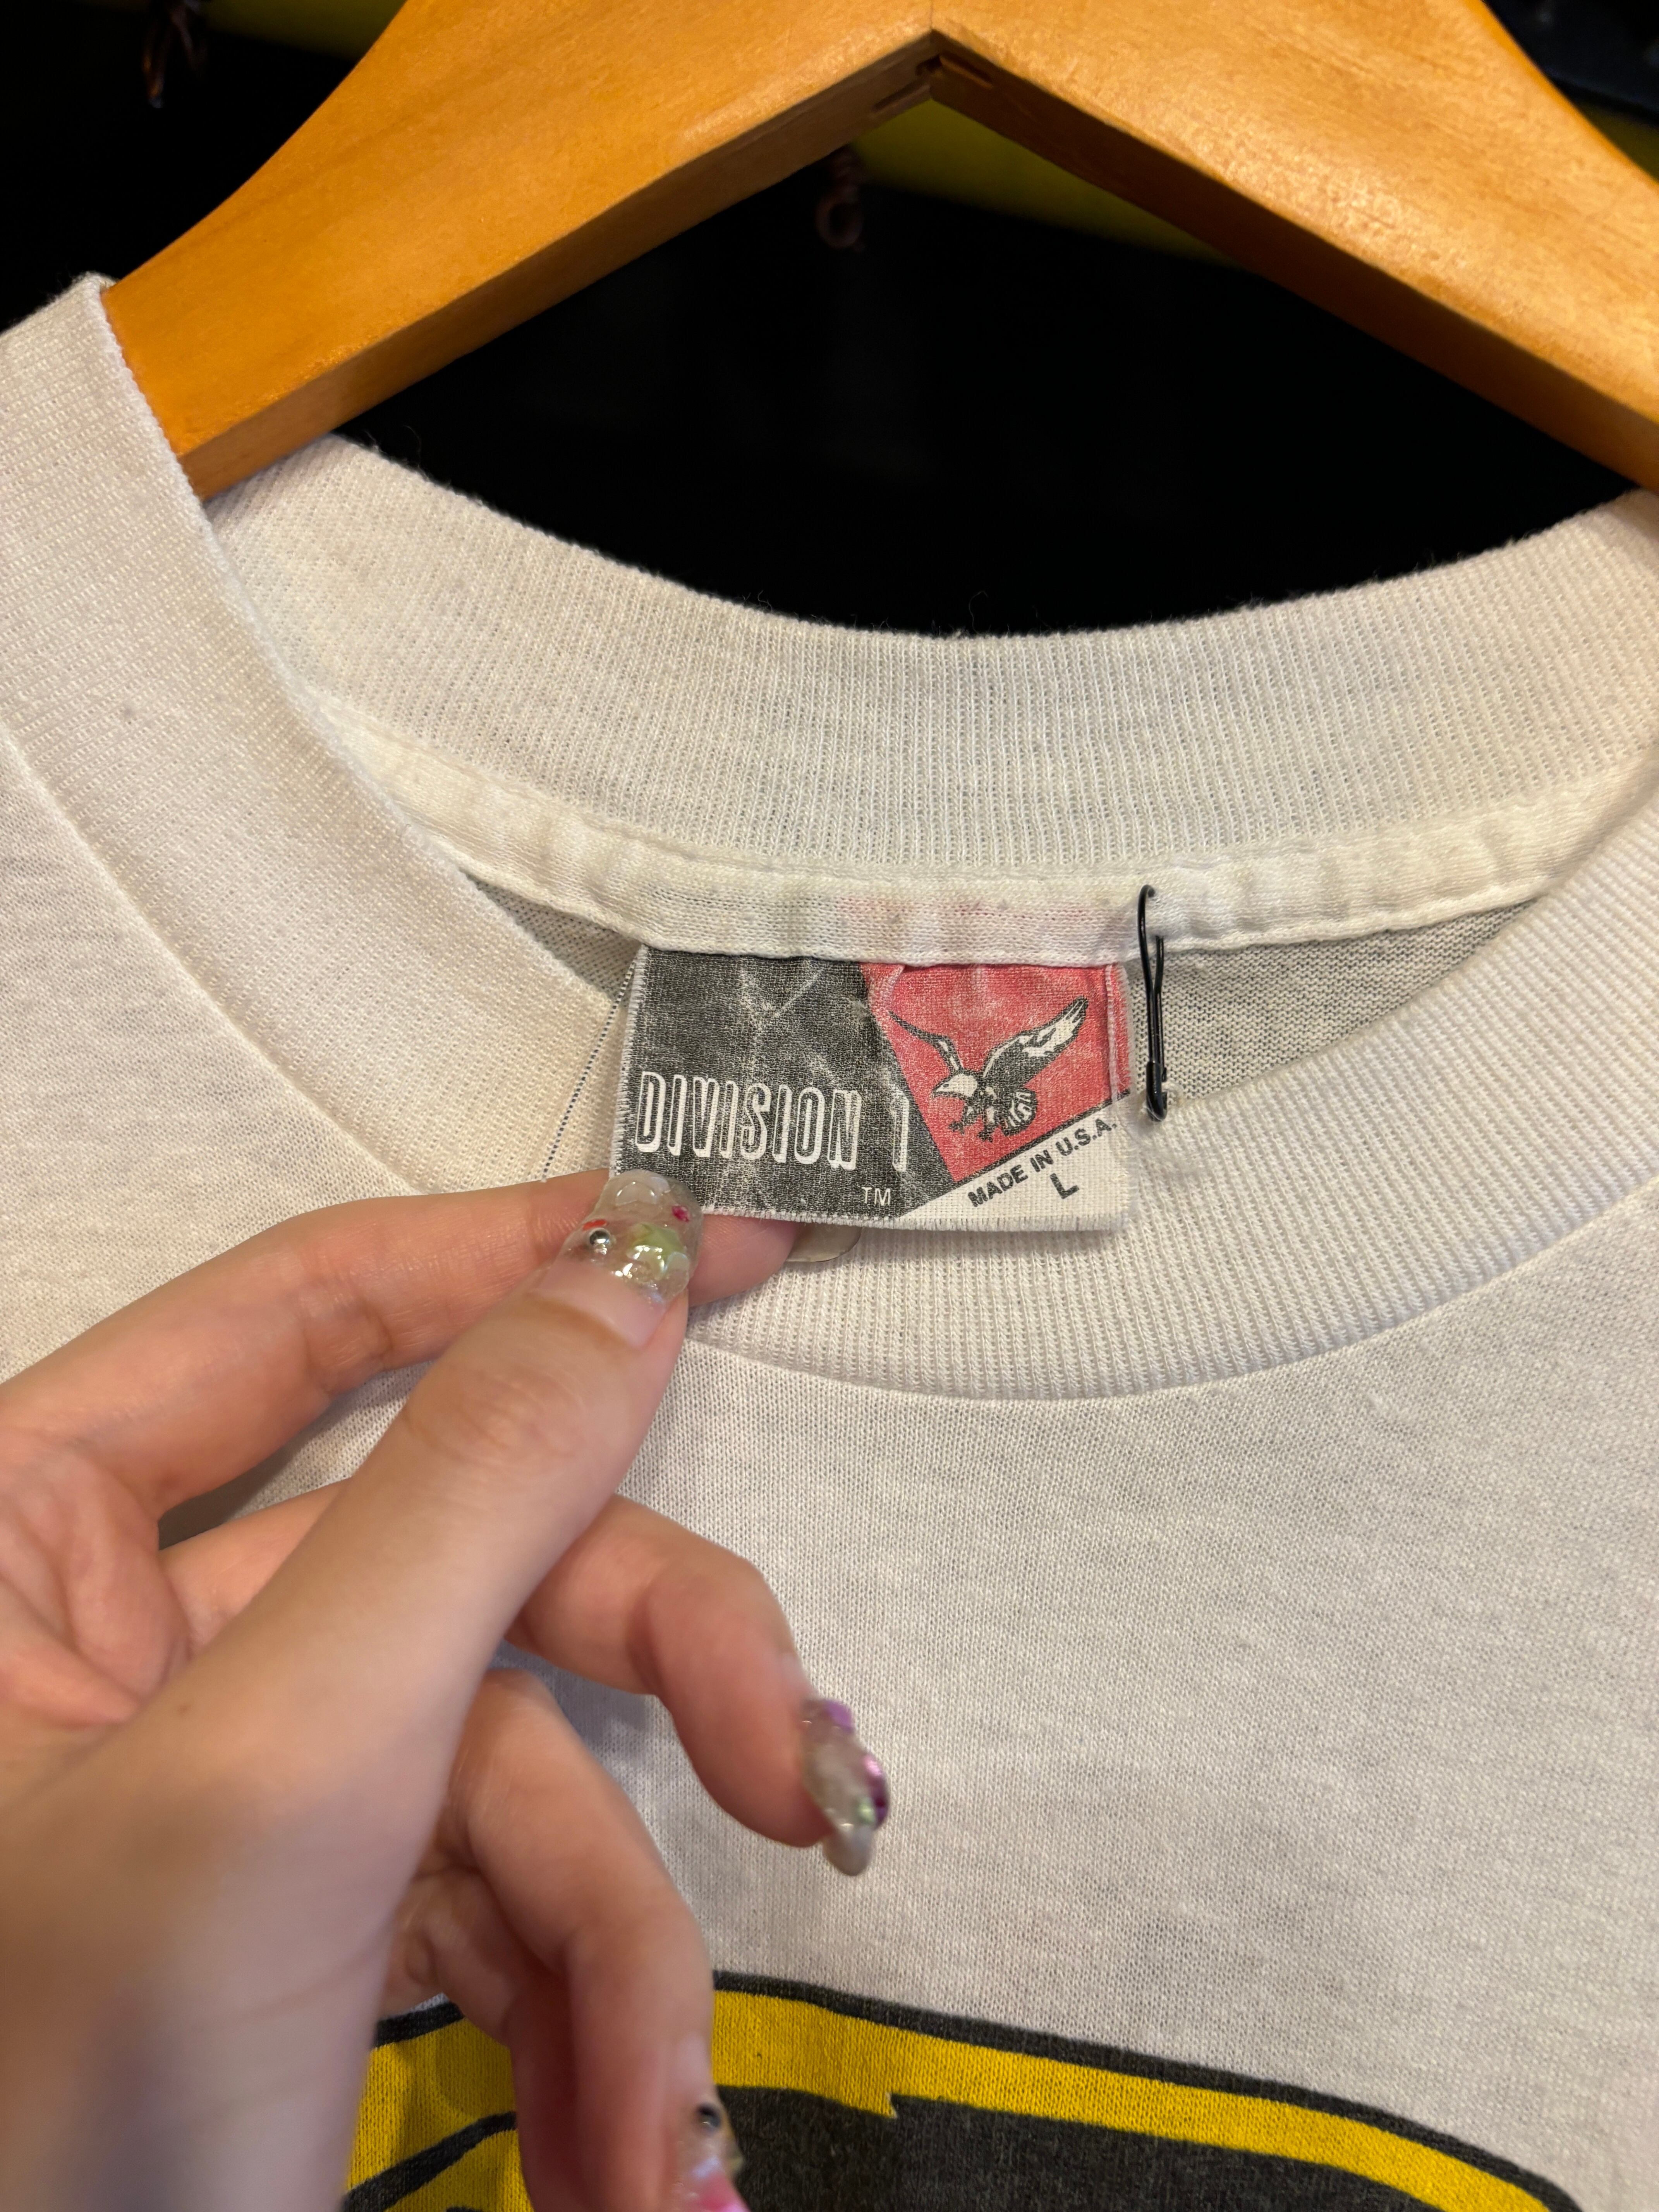 DIVISION 1
TM
MADE IN U.S.A.
L